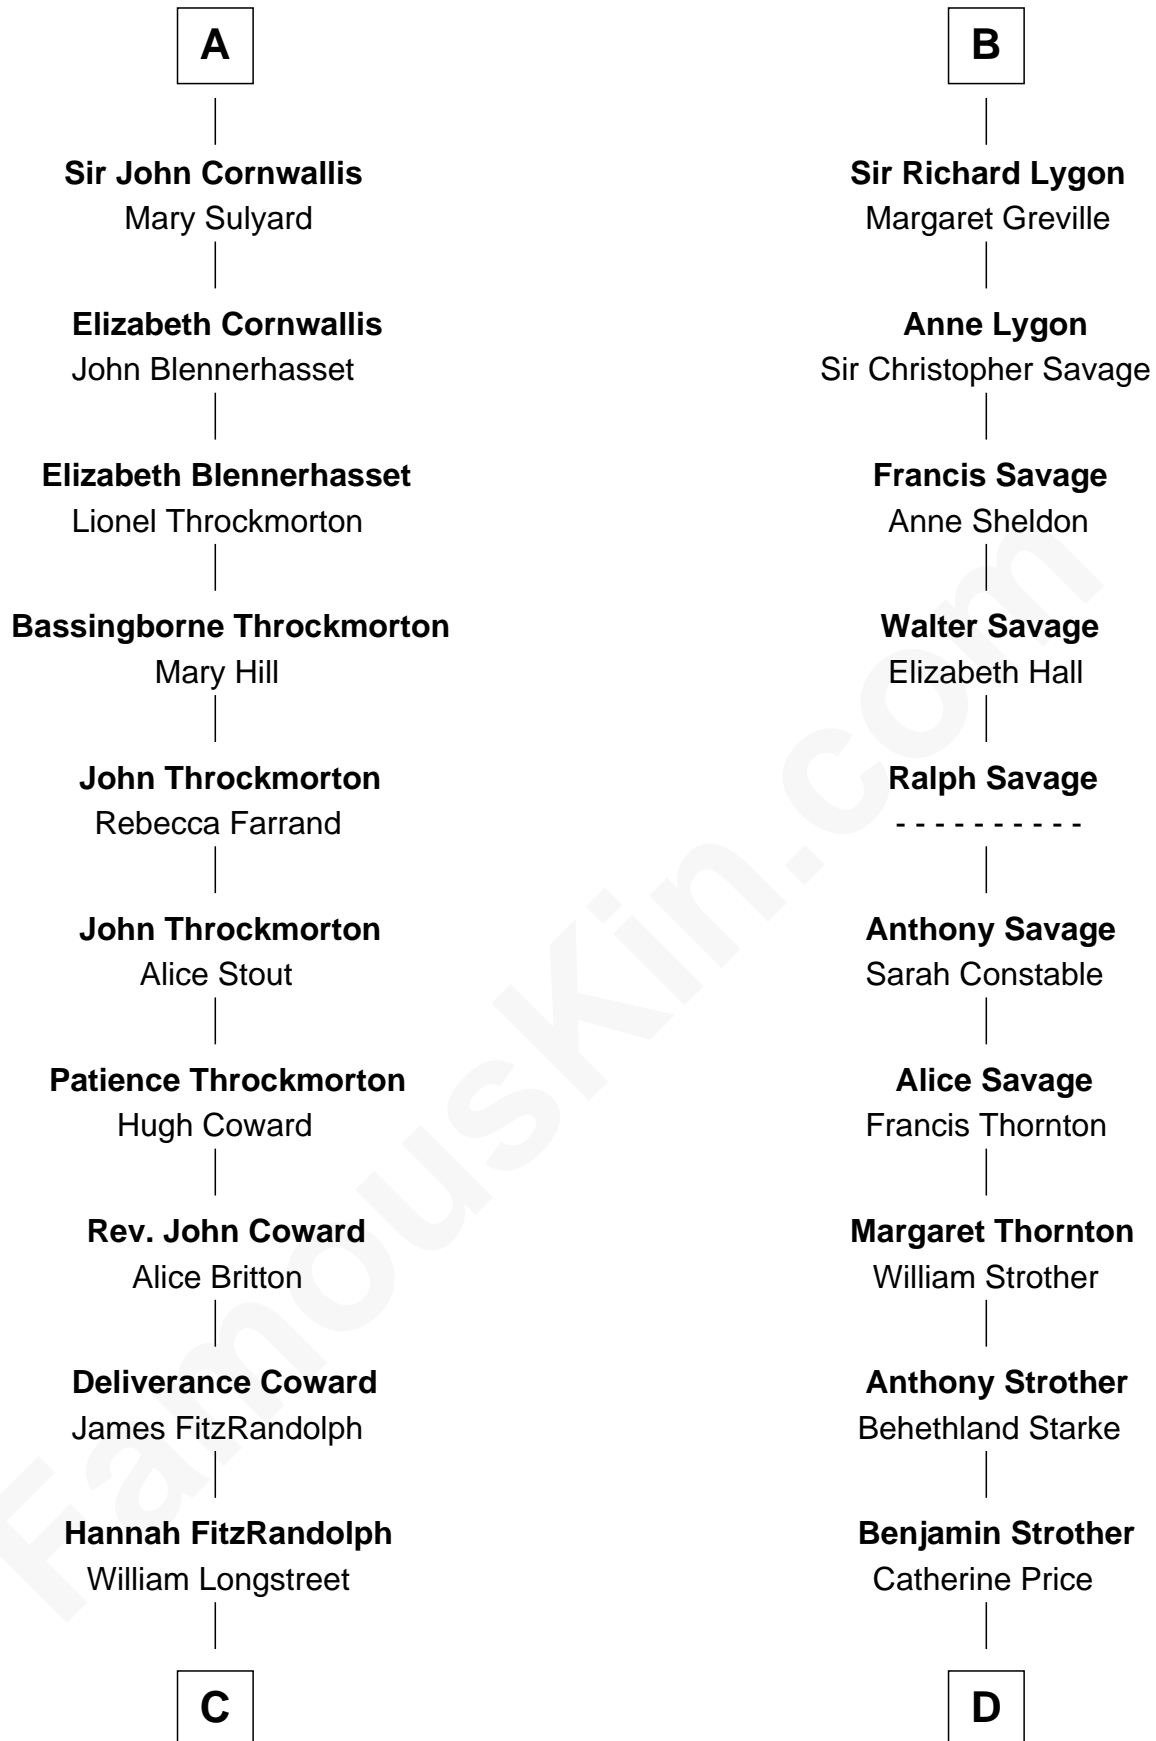 A
Sir John Cornwallis
Mary Sulyard
Elizabeth Cornwallis
John Blennerhasset
Elizabeth Blennerhasset
Lionel Throckmorton
Bassingborne Throckmorton
Mary Hill
John Throckmorton
Rebecca Farrand
John Throckmorton
Alice Stout
Patience Throckmorton
Hugh Coward
Rev. John Coward
Alice Britton
Deliverance Coward
James FitzRandolph
Hannah FitzRandolph
William Longstreet
C
B
Sir Richard Lygon
Margaret Greville
Anne Lygon
Sir Christopher Savage
Francis Savage
Anne Sheldon
Walter Savage
Elizabeth Hall
Ralph Savage
- - - - - - - - - -
Anthony Savage
Sarah Constable
Alice Savage
Francis Thornton
Margaret Thornton
William Strother
Anthony Strother
Behethland Starke
Benjamin Strother
Catherine Price
D
FamousKin.com